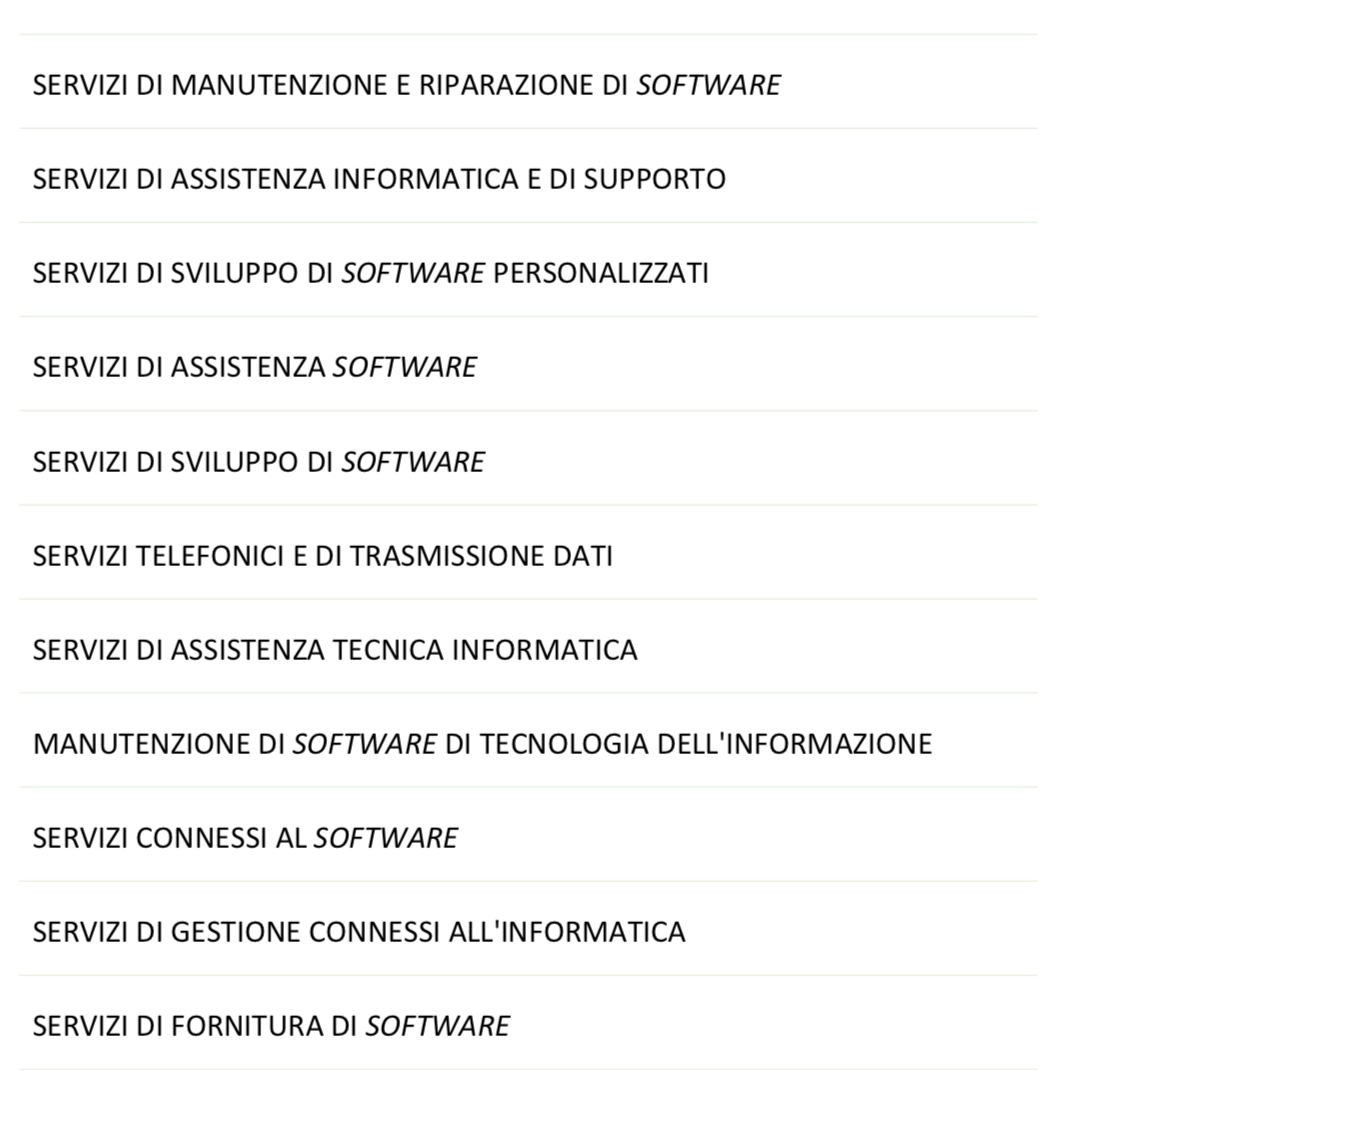 SERVIZI DI MANUTENZIONE E RIPARAZIONE DI SOFTWARE
SERVIZI DI ASSISTENZA INFORMATICA E DI SUPPORTO
SERVIZI DI SVILUPPO DI SOFTWARE PERSONALIZZATI
SERVIZI DI ASSISTENZA SOFTWARE
SERVIZI DI SVILUPPO DI SOFTWARE
SERVIZI TELEFONICI E DI TRASMISSIONE DATI
SERVIZI DI ASSISTENZA TECNICA INFORMATICA
MANUTENZIONE DI SOFTWARE DI TECNOLOGIA DELL'INFORMAZIONE
SERVIZI CONNESSI AL SOFTWARE
SERVIZI DI GESTIONE CONNESSI ALL'INFORMATICA
SERVIZI DI FORNITURA DI SOFTWARE